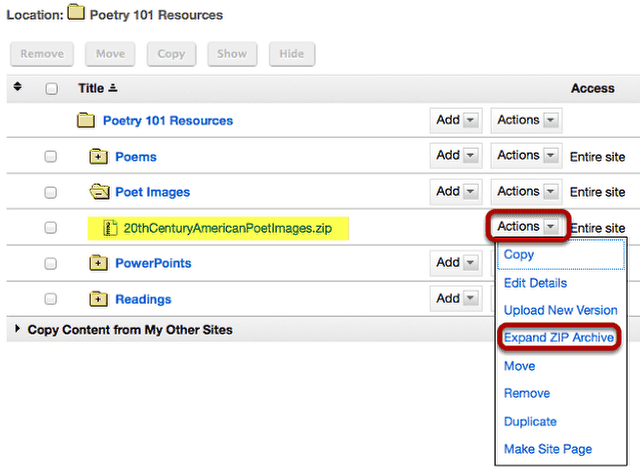 Location: Poetry 101 Resources
Remove Move Copy Show Hide
Title Access
Poetry 101 Resources Add Actions
Poems Add Actions Entire site
Poet Images Add Actions Entire site
20thCenturyAmericanPoetImages.zip Actions Entire site
PowerPoints Add
Readings Add
Copy Content from My Other Sites
Copy
Edit Details
Upload New Version
Expand ZIP Archive
Move
Remove
Duplicate
Make Site Page